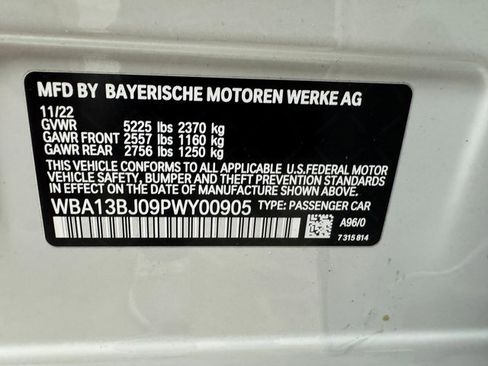 MFD BY BAYERISCHE MOTOREN WERKE AG
11/22
GVWR 5225 lbs 2370 kg
GAWR FRONT 2557 lbs 1160 kg
GAWR REAR 2756 lbs 1250 kg
THIS VEHICLE CONFORMS TO ALL APPLICABLE U.S.FEDERAL MOTOR
VEHICLE SAFETY, BUMPER AND THEFT PREVENTION STANDARDS
IN EFFECT ON THE DATE OF MANUFACTURE SHOWN ABOVE.
WBA13BJ09PWY00905 TYPE: PASSENGER CAR
A96/0
7 315 814